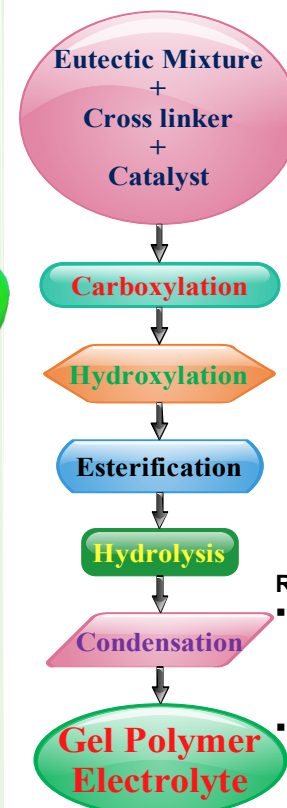 Eutectic Mixture
+
Cross linker
+
Catalyst
Carboxylation
Hydroxylation
Esterification
Hydrolysis
R
▪
Condensation
▪
Gel Polymer
Electrolyte